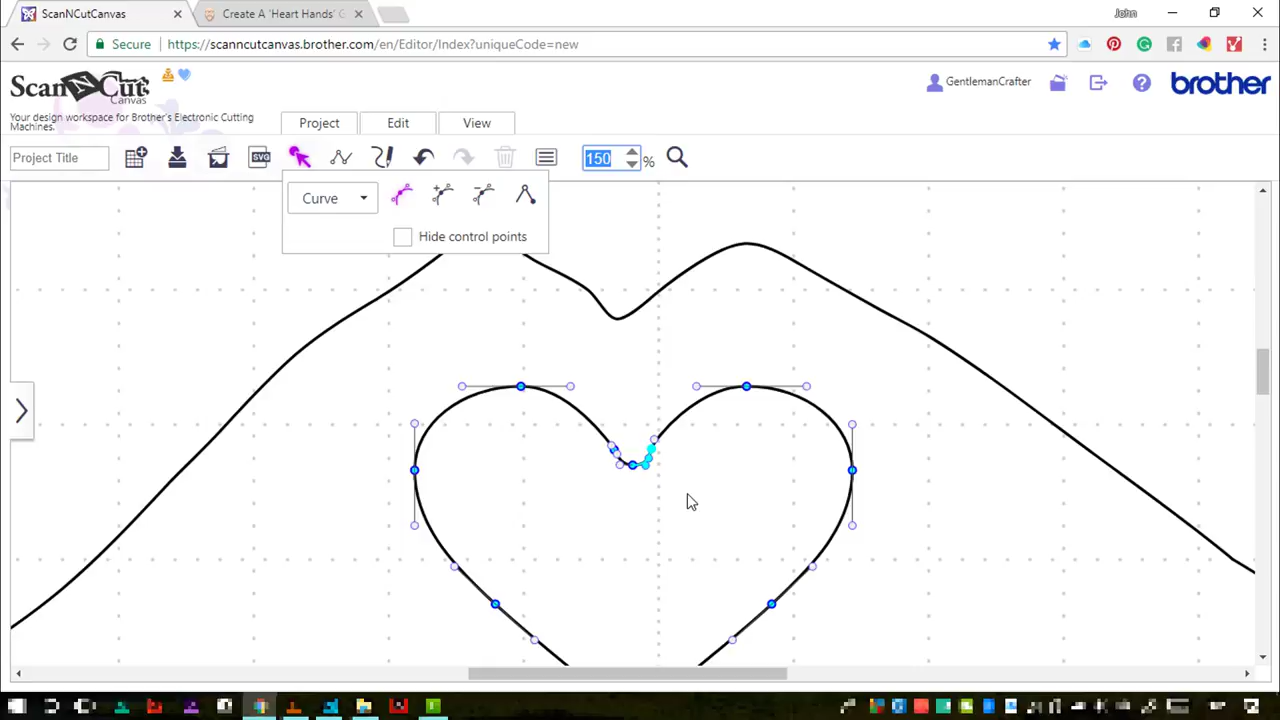 ScanNCutCanvas
Create A 'Heart Hands' G
John
Secure
https://scanncutcanvas.brother.com/en/Editor/Index?uniqueCode=new
ScanNCut
Canvas
Your design workspace for Brother's Electronic Cutting
Machines.
GentlemanCrafter
brother
Project
Edit
View
Project Title
SVG
150
%
Curve
Hide control points